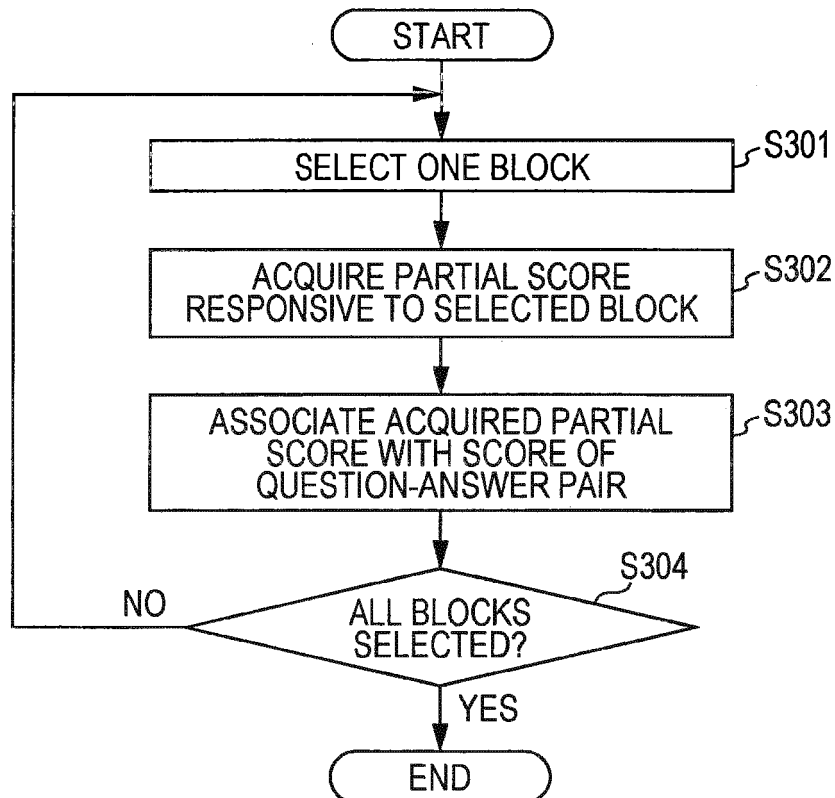 START
SELECT ONE BLOCK
S301
ACQUIRE PARTIAL SCORE
RESPONSIVE TO SELECTED BLOCK
S302
ASSOCIATE ACQUIRED PARTIAL
SCORE WITH SCORE OF
QUESTION-ANSWER PAIR
S303
ALL BLOCKS
SELECTED?
S304
NO
YES
END